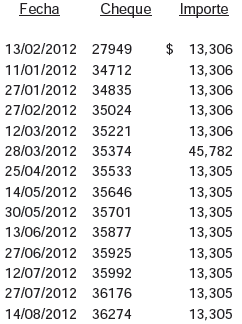 Fecha Cheque Importe
13/02/2012 27949 $ 13,306
11/01/2012 34712 13,306
27/01/2012 34835 13,306
27/02/2012 35024 13,306
12/03/2012 35221 13,306
28/03/2012 35374 45,782
25/04/2012 35533 13,305
14/05/2012 35646 13,305
30/05/2012 35701 13,305
13/06/2012 35877 13,305
27/06/2012 35925 13,305
12/07/2012 35992 13,305
27/07/2012 36176 13,305
14/08/2012 36274 13,305